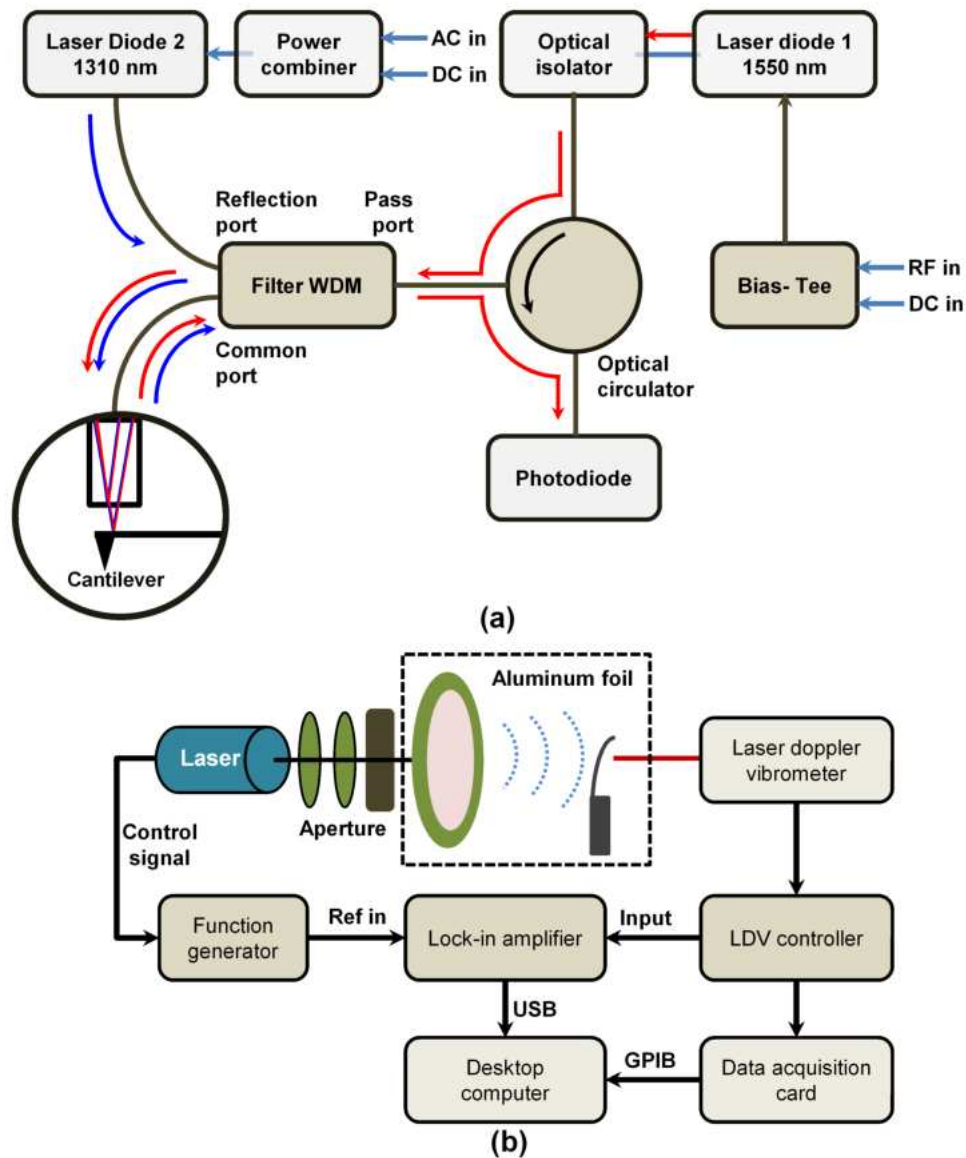 Laser Diode 2
1310 nm
Power
combiner
AC in
DC in
Optical
isolator
Laser diode 1
1550 nm
Reflection
port
Pass
port
Filter WDM
Bias- Tee
RF in
DC in
Common
port
Optical
circulator
Photodiode
Cantilever
(a)
Aluminum foil
Laser
Aperture
Laser doppler
vibrometer
Control
signal
Function
generator
Ref in
Lock-in amplifier
Input
LDV controller
USB
Desktop
computer
GPIB
Data acquisition
card
(b)